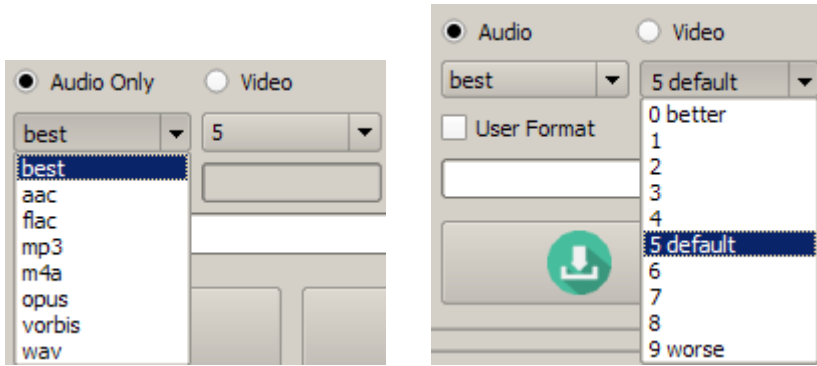 Audio Only
Video
best
5
best
aac
flac
mp3
m4a
opus
vorbis
wav
Audio
Video
best
5 default
User Format
0 better
1
2
3
4
5 default
6
7
8
9 worse